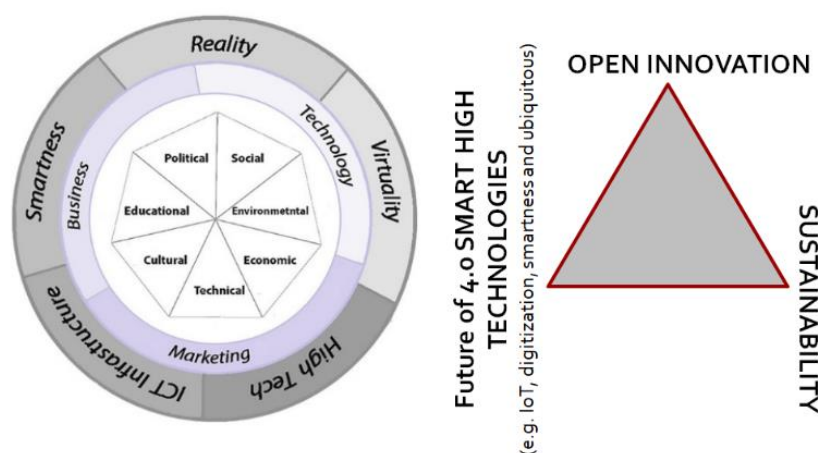 Reality
Smartness
Virtuality
ICT Infrastructure
High Tech
Business
Technology
Marketing
Political
Social
Educational
Environmetntal
Cultural
Economic
Technical
Future of 4.0 SMART HIGH
TECHNOLOGIES
(e.g. IoT, digitization, smartness and ubiquitous)
OPEN INNOVATION
SUSTAINABILITY